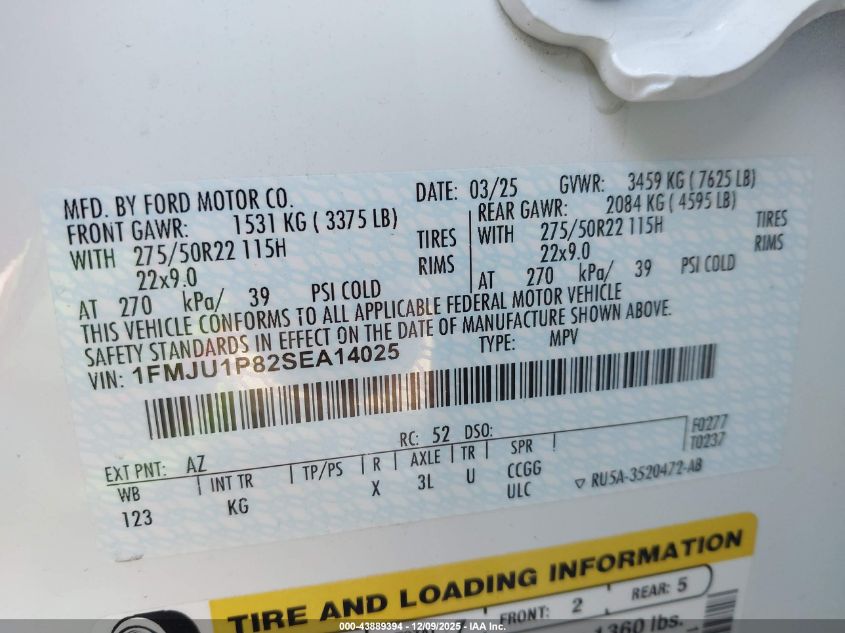 MFD. BY FORD MOTOR CO. DATE: 03/25 GVWR: 3459 KG ( 7625 LB)
FRONT GAWR: 1531 KG ( 3375 LB) REAR GAWR: 2084 KG ( 4595 LB)
WITH 275/50R22 115H TIRES WITH 275/50R22 115H TIRES
22x9.0 RIMS 22x9.0 RIMS
AT 270 kPa/ 39 PSI COLD AT 270 kPa/ 39 PSI COLD
THIS VEHICLE CONFORMS TO ALL APPLICABLE FEDERAL MOTOR VEHICLE
SAFETY STANDARDS IN EFFECT ON THE DATE OF MANUFACTURE SHOWN ABOVE.
VIN: 1FMJU1P82SEA14025 TYPE: MPV
F0277
EXT PNT: AZ RC: 52 DSO: T0237
WB INT TR TP/PS R AXLE TR SPR
123 KG X 3L U CCGG
ULC ▽ RU5A-3520472-AB
TIRE AND LOADING INFORMATION
FRONT: 2 REAR: 5
1360 lbs.
000-43889394 - 12/09/2025 - IAA Inc.